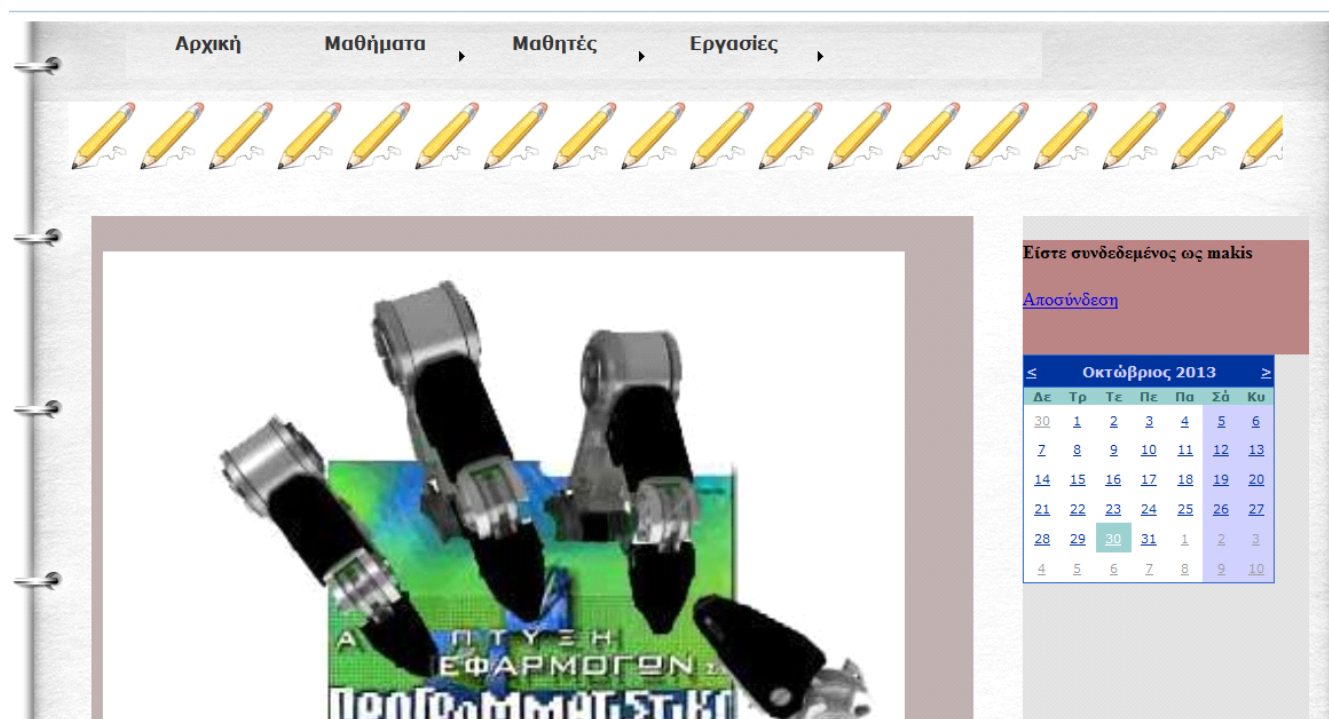 Αρχική Μαθήματα Μαθητές Εργασίες
Είστε συνδεδεμένος ως makis
Αποσύνδεση
< Οκτώβριος 2013 >
Δε Τρ Τε Πε Πα Σά Κυ
30 1 2 3 4 5 6
7 8 9 10 11 12 13
14 15 16 17 18 19 20
21 22 23 24 25 26 27
28 29 30 31 1 2 3
4 5 6 7 8 9 10
Α Π Τ Υ Ξ Η
ΕΦΑΡΜΟΓΩΝ